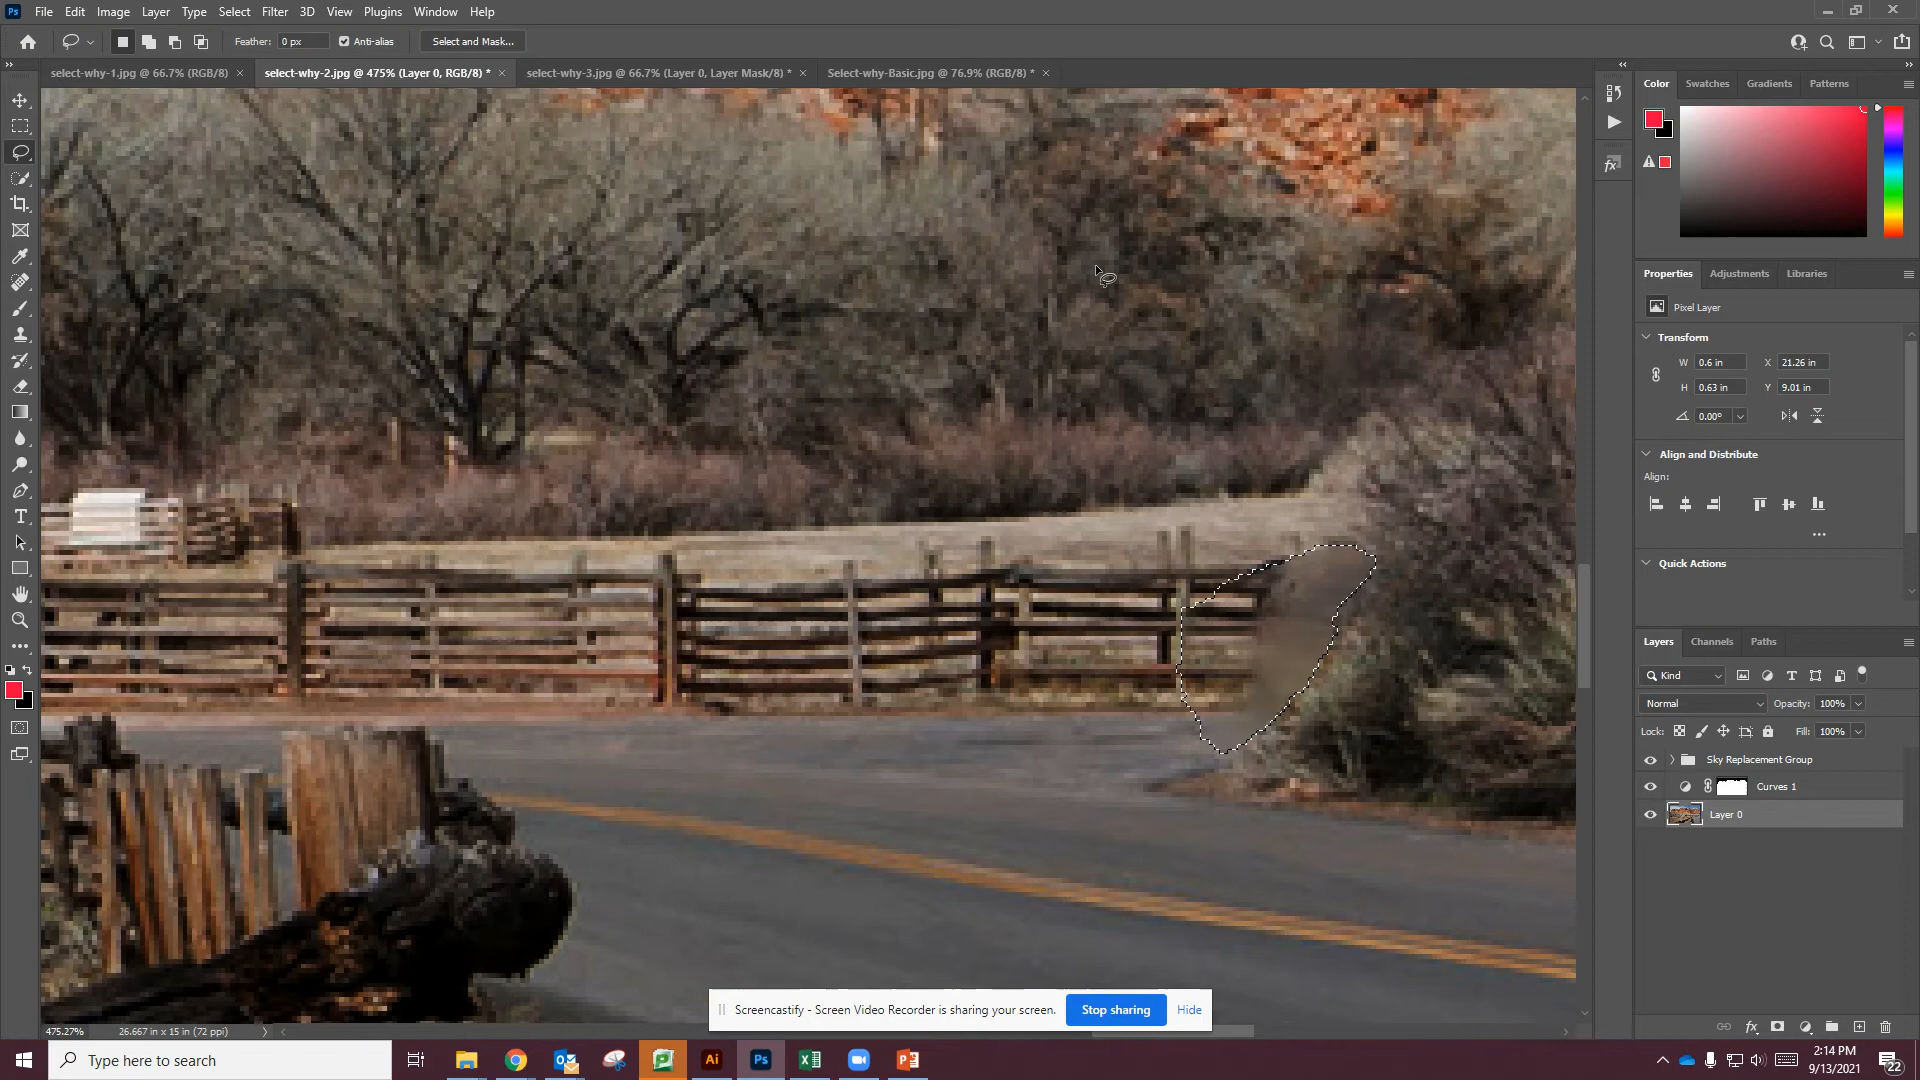 Ps File Edit Image Layer Type Select Filter 3D View Plugins Window Help
Feather: 0 px Anti-alias Select and Mask...
select-why-1.jpg @ 66.7% (RGB/8) × select-why-2.jpg @ 475% (Layer 0, RGB/8) * × select-why-3.jpg @ 66.7% (Layer 0, Layer Mask/8) * × Select-why-Basic.jpg @ 76.9% (RGB/8) * ×
Color Swatches Gradients Patterns
Properties Adjustments Libraries
Pixel Layer
Transform
W 0.6 in X 21.26 in
H 0.63 in Y 9.01 in
0.00°
Align and Distribute
Align:
Quick Actions
Layers Channels Paths
Kind
Normal Opacity: 100%
Lock: Fill: 100%
Sky Replacement Group
Curves 1
Layer 0
Screencastify - Screen Video Recorder is sharing your screen. Stop sharing Hide
475.27% 26.667 in x 15 in (72 ppi)
Type here to search
2:14 PM
9/13/2021
22